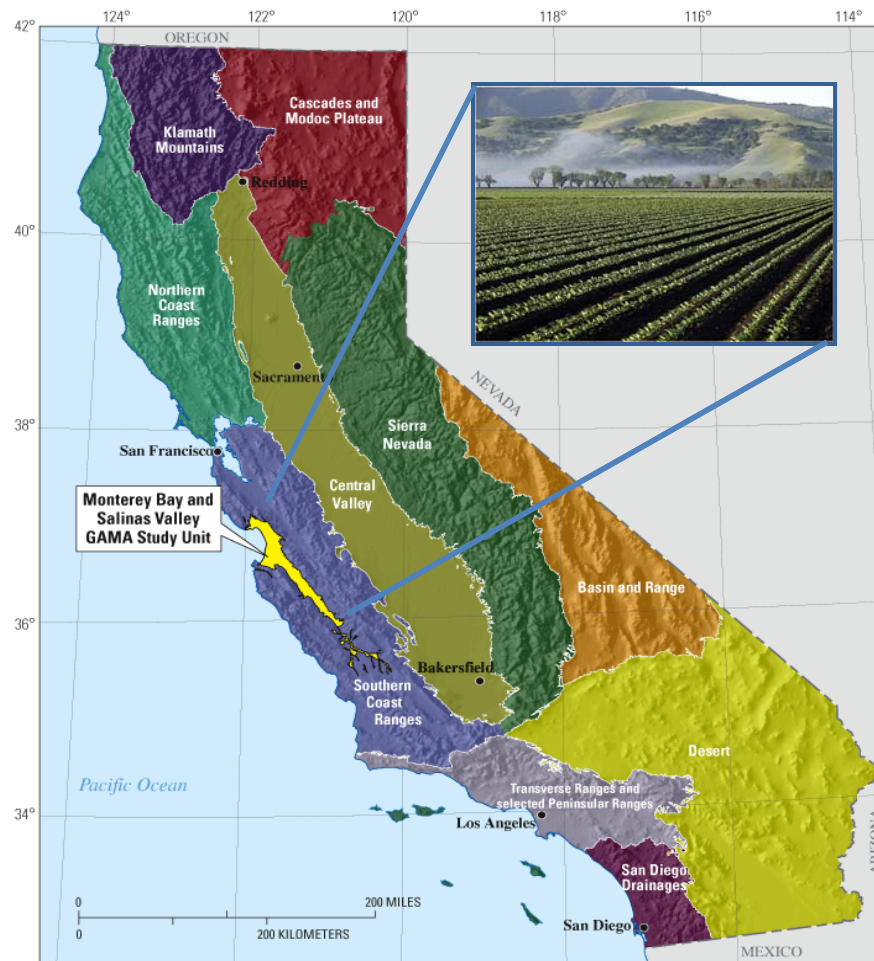 124°
122°
120°
118°
116°
114°
42°
OREGON
Cascades and
Modoc Plateau
Klamath
Mountains
Redding
40°
Northern
Coast
Ranges
Sacrament
NEVADA
38°
Sierra
Nevada
San Francisco
Central
Valley
Monterey Bay and
Salinas Valley
GAMA Study Unit
Basin and Range
36°
Bakersfield
Southern
Coast
Ranges
Desert
Pacific Ocean
Transverse Ranges and
selected Peninsular Ranges
34°
Los Angeles
ARIZONA
San Diego
Drainages
0
200 MILES
0
200 KILOMETERS
San Diego
MEXICO